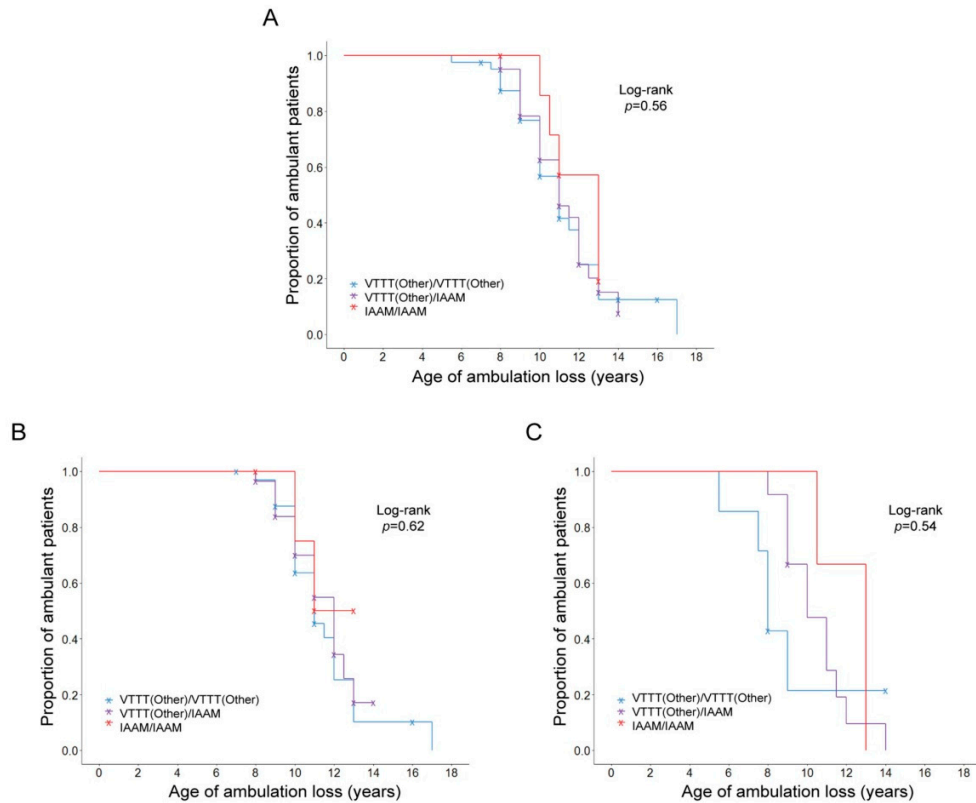 A
Proportion of ambulant patients
1.0
0.8
0.6
0.4
0.2
0.0
Log-rank
p=0.56
VTTT(Other)/VTTT(Other)
VTTT(Other)/IAAM
IAAM/IAAM
0 2 4 6 8 10 12 14 16 18
Age of ambulation loss (years)
B
Proportion of ambulant patients
1.0
0.8
0.6
0.4
0.2
0.0
Log-rank
p=0.62
VTTT(Other)/VTTT(Other)
VTTT(Other)/IAAM
IAAM/IAAM
0 2 4 6 8 10 12 14 16 18
Age of ambulation loss (years)
C
Proportion of ambulant patients
1.0
0.8
0.6
0.4
0.2
0.0
Log-rank
p=0.54
VTTT(Other)/VTTT(Other)
VTTT(Other)/IAAM
IAAM/IAAM
0 2 4 6 8 10 12 14 16 18
Age of ambulation loss (years)